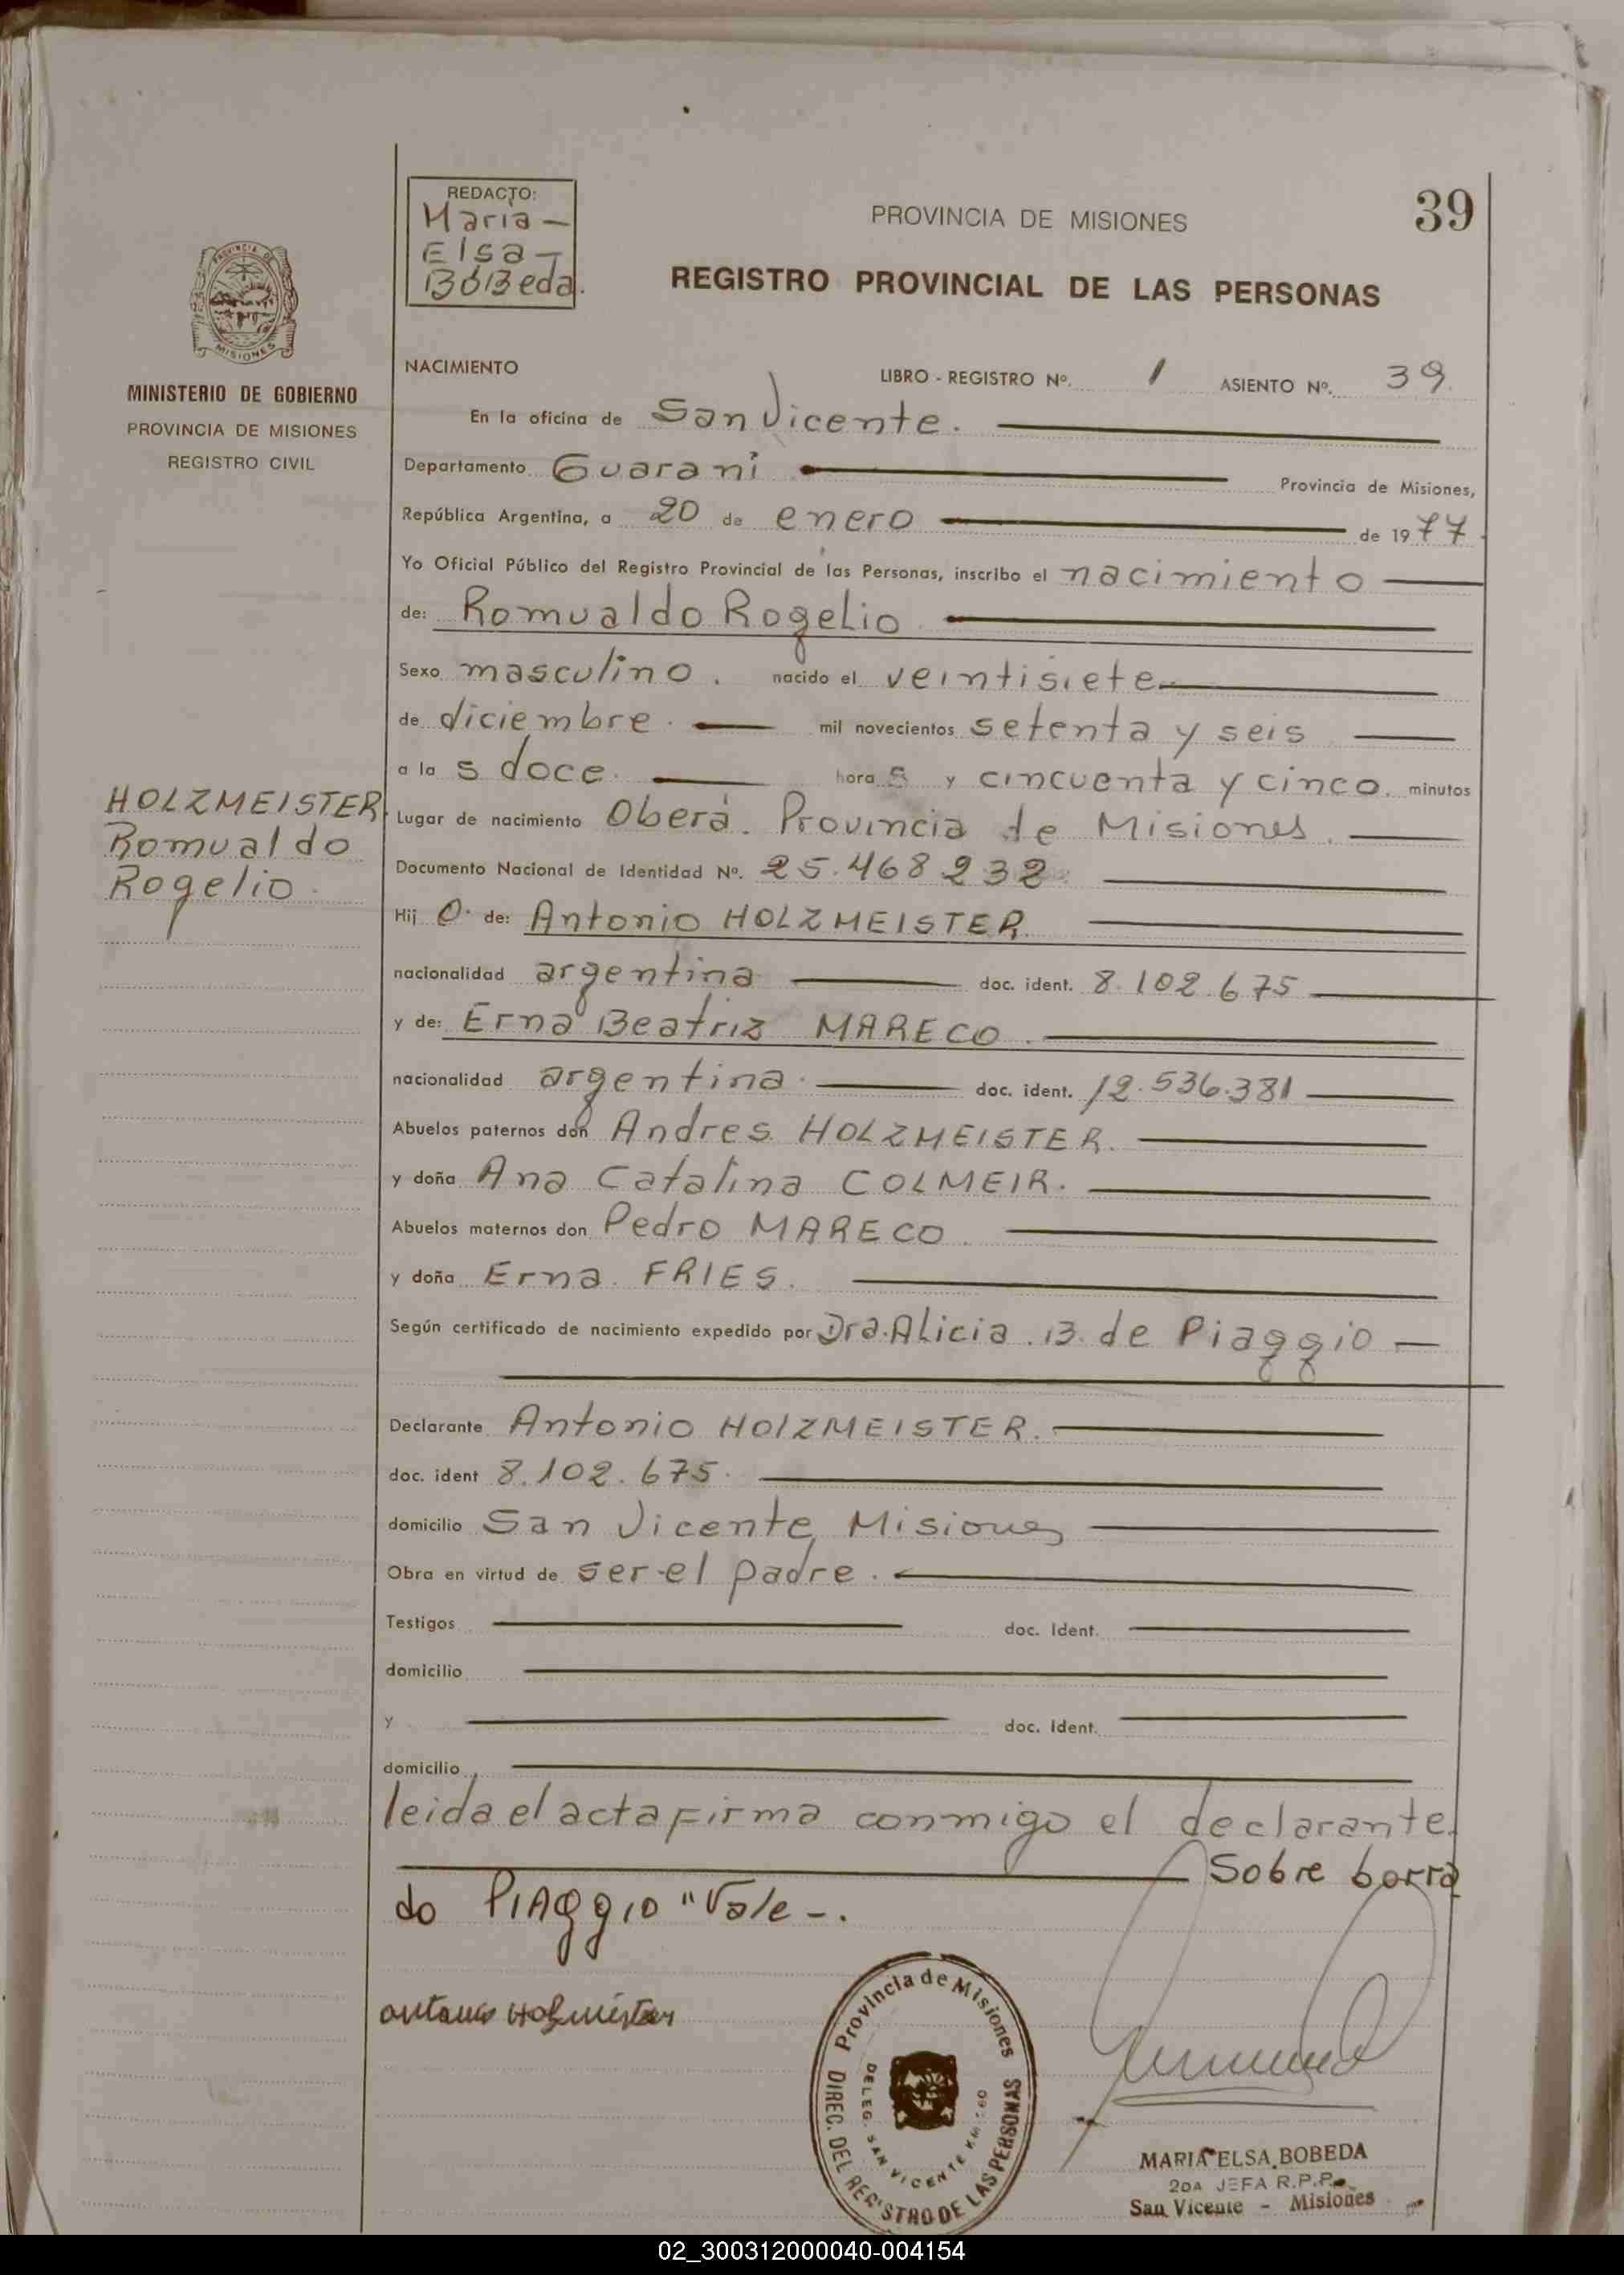 REDACTO:
Maria -
Elsa -
BóBeda.
PROVINCIA DE MISIONES
39
REGISTRO PROVINCIAL DE LAS PERSONAS
PROVINCIA DE
MISIONES
MINISTERIO DE GOBIERNO
PROVINCIA DE MISIONES
REGISTRO CIVIL
NACIMIENTO LIBRO - REGISTRO Nº. 1 ASIENTO Nº. 39.
En la oficina de San Vicente.
Departamento Guarani Provincia de Misiones,
República Argentina, a 20 de enero de 1977.
Yo Oficial Público del Registro Provincial de las Personas, inscribo el nacimiento
de: Romualdo Rogelio
Sexo masculino. nacido el veintisiete
de diciembre. mil novecientos setenta y seis
a la s doce. hora s y cincuenta y cinco. minutos
HOLZMEISTER
Romualdo
Rogelio.
Lugar de nacimiento Oberá. Provincia de Misiones.
Documento Nacional de Identidad Nº. 25.468 232.
Hij o. de: Antonio HOLZMEISTER
nacionalidad argentina doc. ident. 8.102.675
y de: Erna Beatriz MARECO.
nacionalidad argentina. doc. ident. 12.536.381
Abuelos paternos don Andres HOLZMEISTER.
y doña Ana Catalina COLMEIR.
Abuelos maternos don Pedro MARECO.
y doña Erna FRIES.
Según certificado de nacimiento expedido por Dra. Alicia. B. de Piaggio -
Declarante Antonio HOlZMEISTER.
doc. ident 8.102.675.
domicilio San Vicente Misiones
Obra en virtud de ser el padre.
Testigos doc. Ident.
domicilio
y doc. Ident.
domicilio
leida el acta firma conmigo el declarante.
Sobre borra
do PIAggIO "Vale -.
Provincia de Misiones
DIREC. DEL REGISTRO DE LAS PERSONAS
DELEG. SAN VICENTE
MARIA ELSA BOBEDA
2DA JEFA R.P.P.
San Vicente - Misiones
02_300312000040-004154